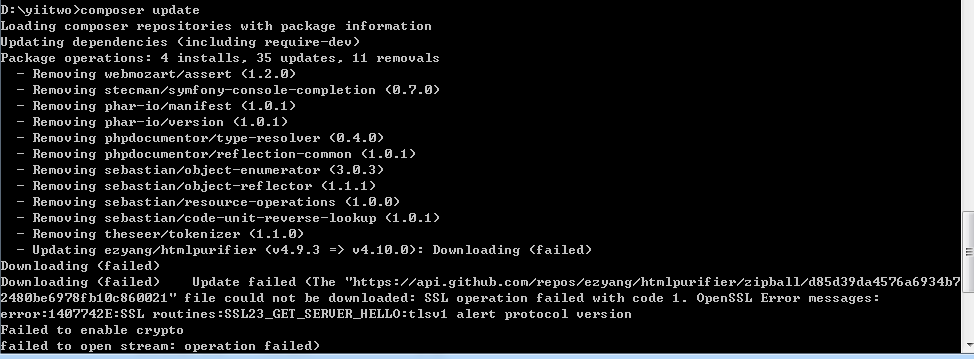 D:\yiitwo>composer update
Loading composer repositories with package information
Updating dependencies (including require-dev)
Package operations: 4 installs, 35 updates, 11 removals
  - Removing webmozart/assert (1.2.0)
  - Removing stecman/symfony-console-completion (0.7.0)
  - Removing phar-io/manifest (1.0.1)
  - Removing phar-io/version (1.0.1)
  - Removing phpdocumentor/type-resolver (0.4.0)
  - Removing phpdocumentor/reflection-common (1.0.1)
  - Removing sebastian/object-enumerator (3.0.3)
  - Removing sebastian/object-reflector (1.1.1)
  - Removing sebastian/resource-operations (1.0.0)
  - Removing sebastian/code-unit-reverse-lookup (1.0.1)
  - Removing theseer/tokenizer (1.1.0)
  - Updating ezyang/htmlpurifier (v4.9.3 => v4.10.0): Downloading (failed)
Downloading (failed)
Downloading (failed)    Update failed (The "https://api.github.com/repos/ezyang/htmlpurifier/zipball/d85d39da4576a6934b7
2480be6978fb10c860021" file could not be downloaded: SSL operation failed with code 1. OpenSSL Error messages:
error:1407742E:SSL routines:SSL23_GET_SERVER_HELLO:tlsv1 alert protocol version
Failed to enable crypto
failed to open stream: operation failed)